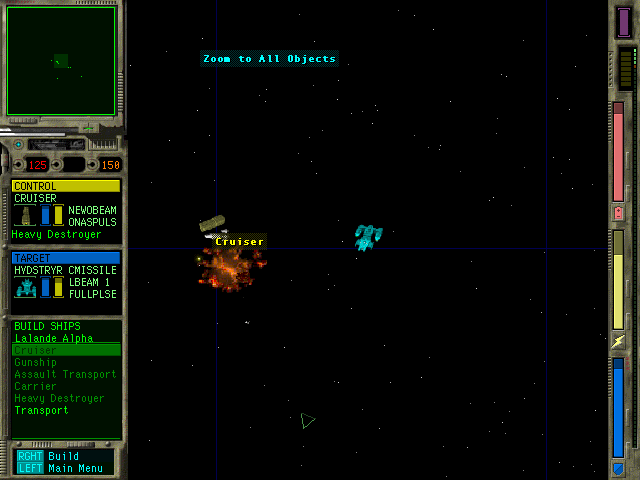 Zoom to All Objects
125 150
CONTROL
CRUISER
NEWOBEAM
ONASPULS
Heavy Destroyer
Cruiser
TARGET
HVDSTRYR CMISSILE
LBEAM 1
FULLPLSE
BUILD SHIPS
Lalande Alpha
Cruiser
Gunship
Assault Transport
Carrier
Heavy Destroyer
Transport
RGHT Build
LEFT Main Menu